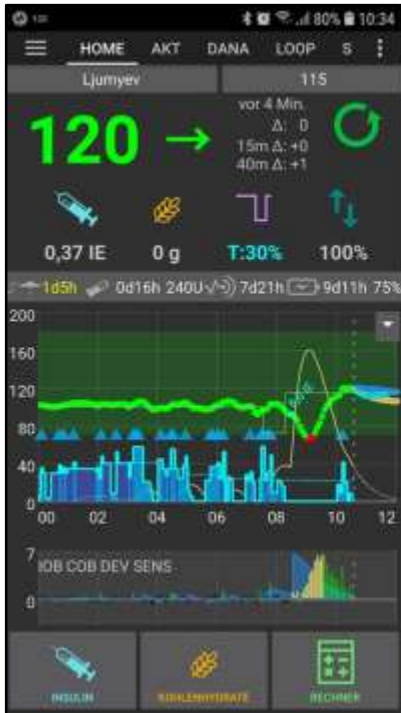 80% 10:34
HOME AKT DANA LOOP S
Ljumyev 115
120
vor 4 Min.
Δ: 0
15m Δ: +0
40m Δ: +1
0,37 IE 0 g T:30% 100%
1d5h 0d16h 240U 7d21h 9d11h 75%
200
160
120
80
40
0
00 02 04 06 08 10 12
7
IOB COB DEV SENS
0
INSULIN KOHLENHYDRATE RECHNER